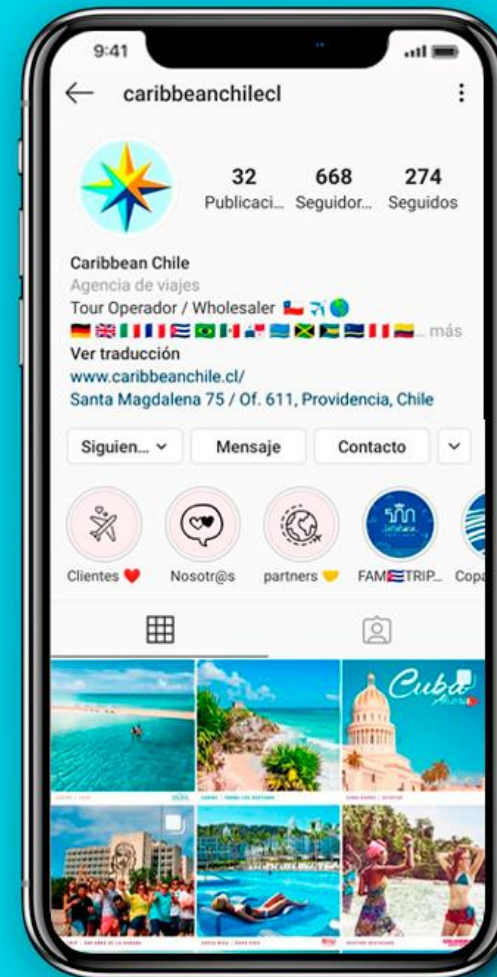 9:41
caribbeanchilecl
32 668 274
Publicaci... Seguidor... Seguidos
Caribbean Chile
Agencia de viajes
Tour Operador / Wholesaler
... más
Ver traducción
www.caribbeanchile.cl/
Santa Magdalena 75 / Of. 611, Providencia, Chile
Siguien... Mensaje Contacto
Clientes Nosotr@s partners FAM TRIP... Copa
Cuba
Ahora